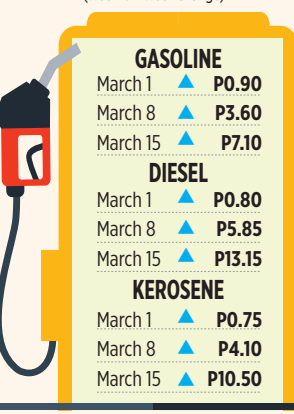 GASOLINE
March 1 ▲ P0.90
March 8 ▲ P3.60
March 15 ▲ P7.10
DIESEL
March 1 ▲ P0.80
March 8 ▲ P5.85
March 15 ▲ P13.15
KEROSENE
March 1 ▲ P0.75
March 8 ▲ P4.10
March 15 ▲ P10.50